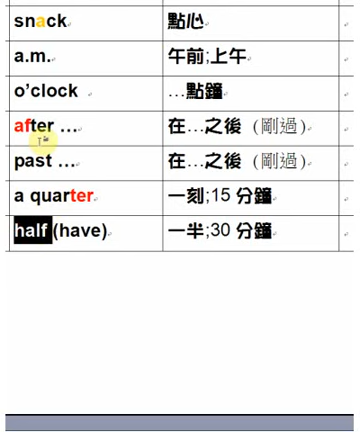 snack 點心
a.m. 午前;上午
o’clock …點鐘
after … 在…之後 (剛過)
past … 在…之後 (剛過)
a quarter 一刻;15 分鐘
half (have) 一半;30 分鐘